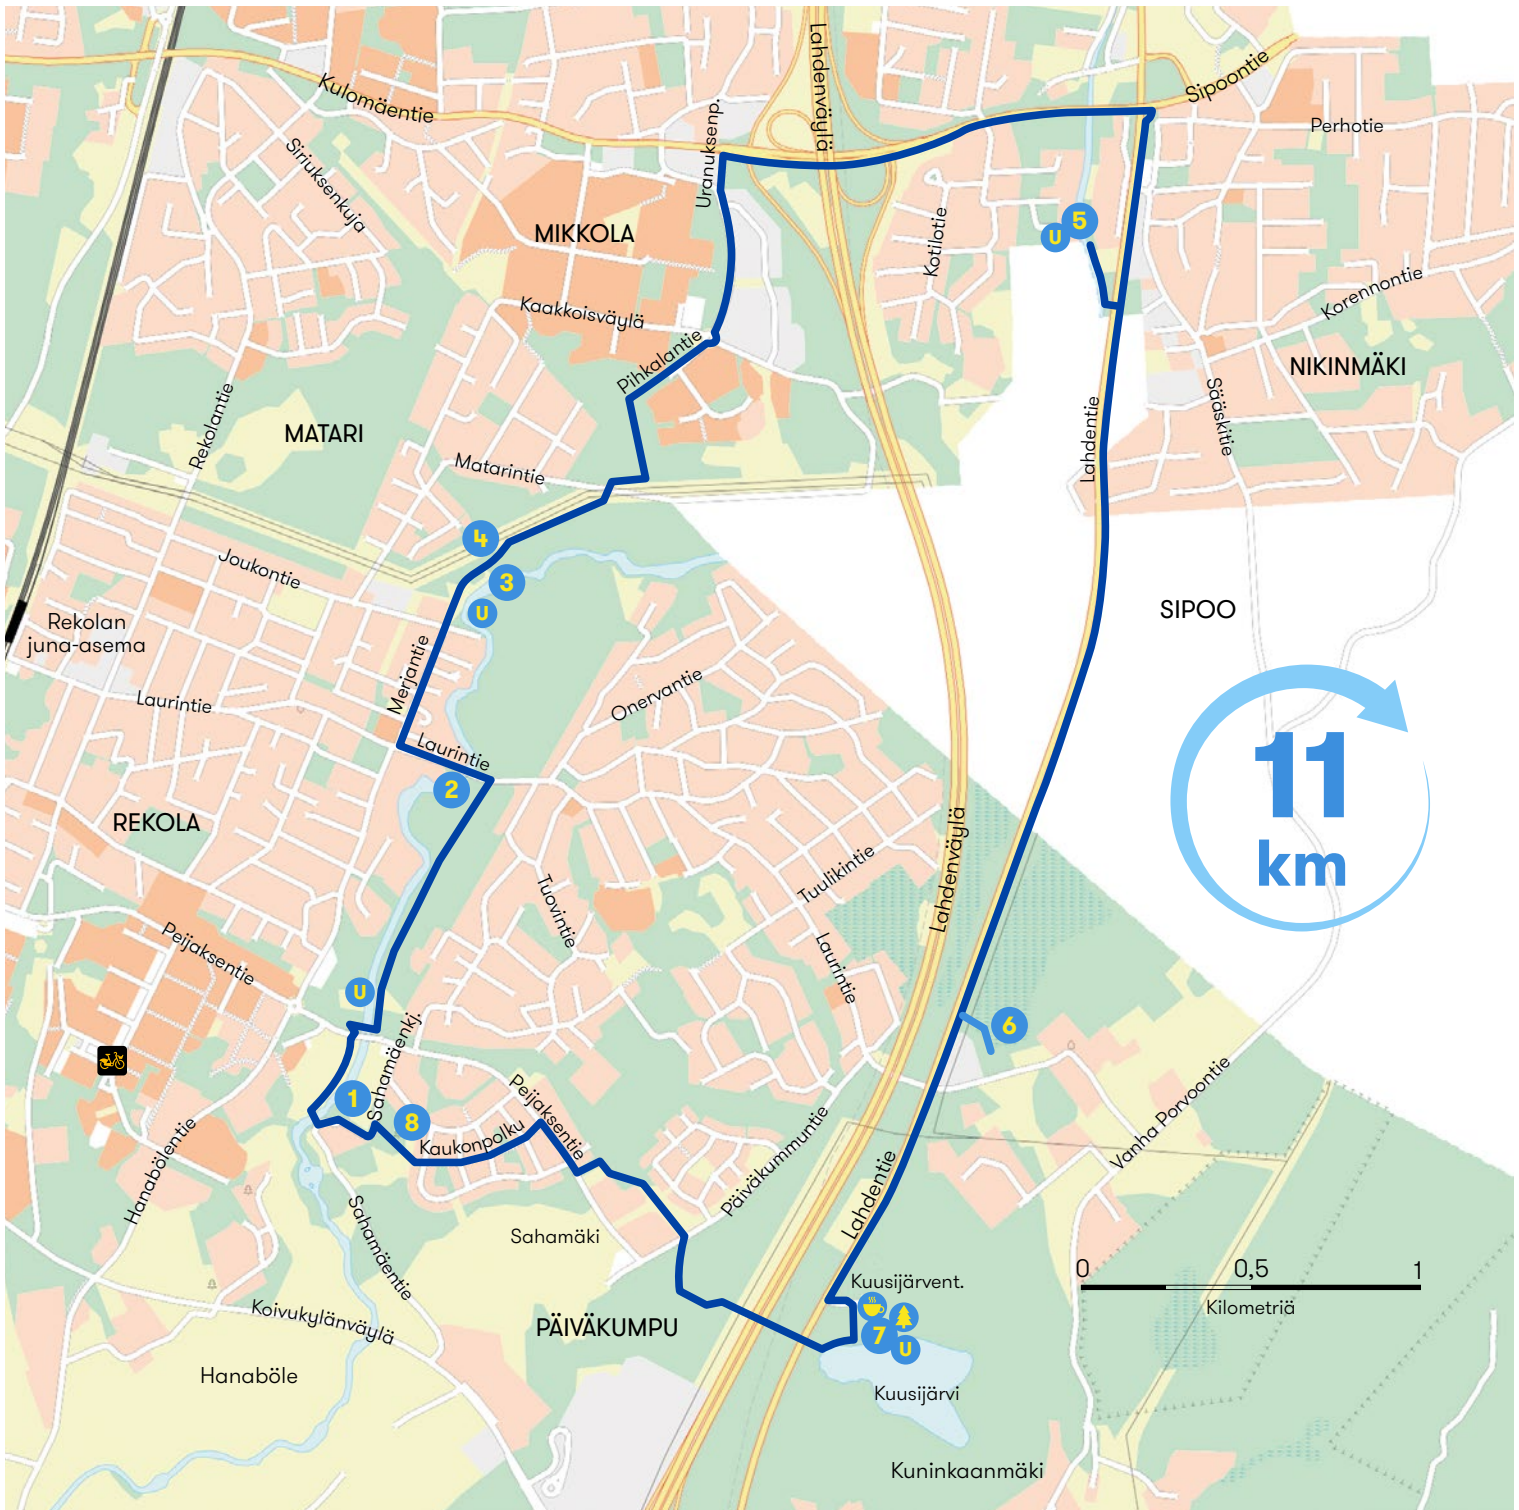 Kulomäentie
Siriuksenkuja
Uranuksenp.
Lahdenväylä
Sipoontie
Perhotie
MIKKOLA
Kotilotie
5
U
Kaakkoisväylä
Korennontie
Pihkalantie
NIKINMÄKI
Rekolantie
MATARI
Sääskitie
Lahdentie
Matarintie
4
Joukontie
3
U
Rekolan
juna-asema
SIPOO
Merjantie
Laurintie
Onervantie
Laurintie
2
11
km
REKOLA
Lahdenväylä
Tuulikintie
Tuovintie
Peijaksentie
Laurintie
U
6
Sahamäenkj.
1
8
Peijaksentie
Kaukonpolku
Vanha Porvoontie
Päiväkummuntie
Hanabölentie
Lahdentie
Sahamäentie
Sahamäki
0
0,5
1
Kilometriä
Kuusijärvent.
7
U
Koivukylänväylä
PÄIVÄKUMPU
Hanaböle
Kuusijärvi
Kuninkaanmäki